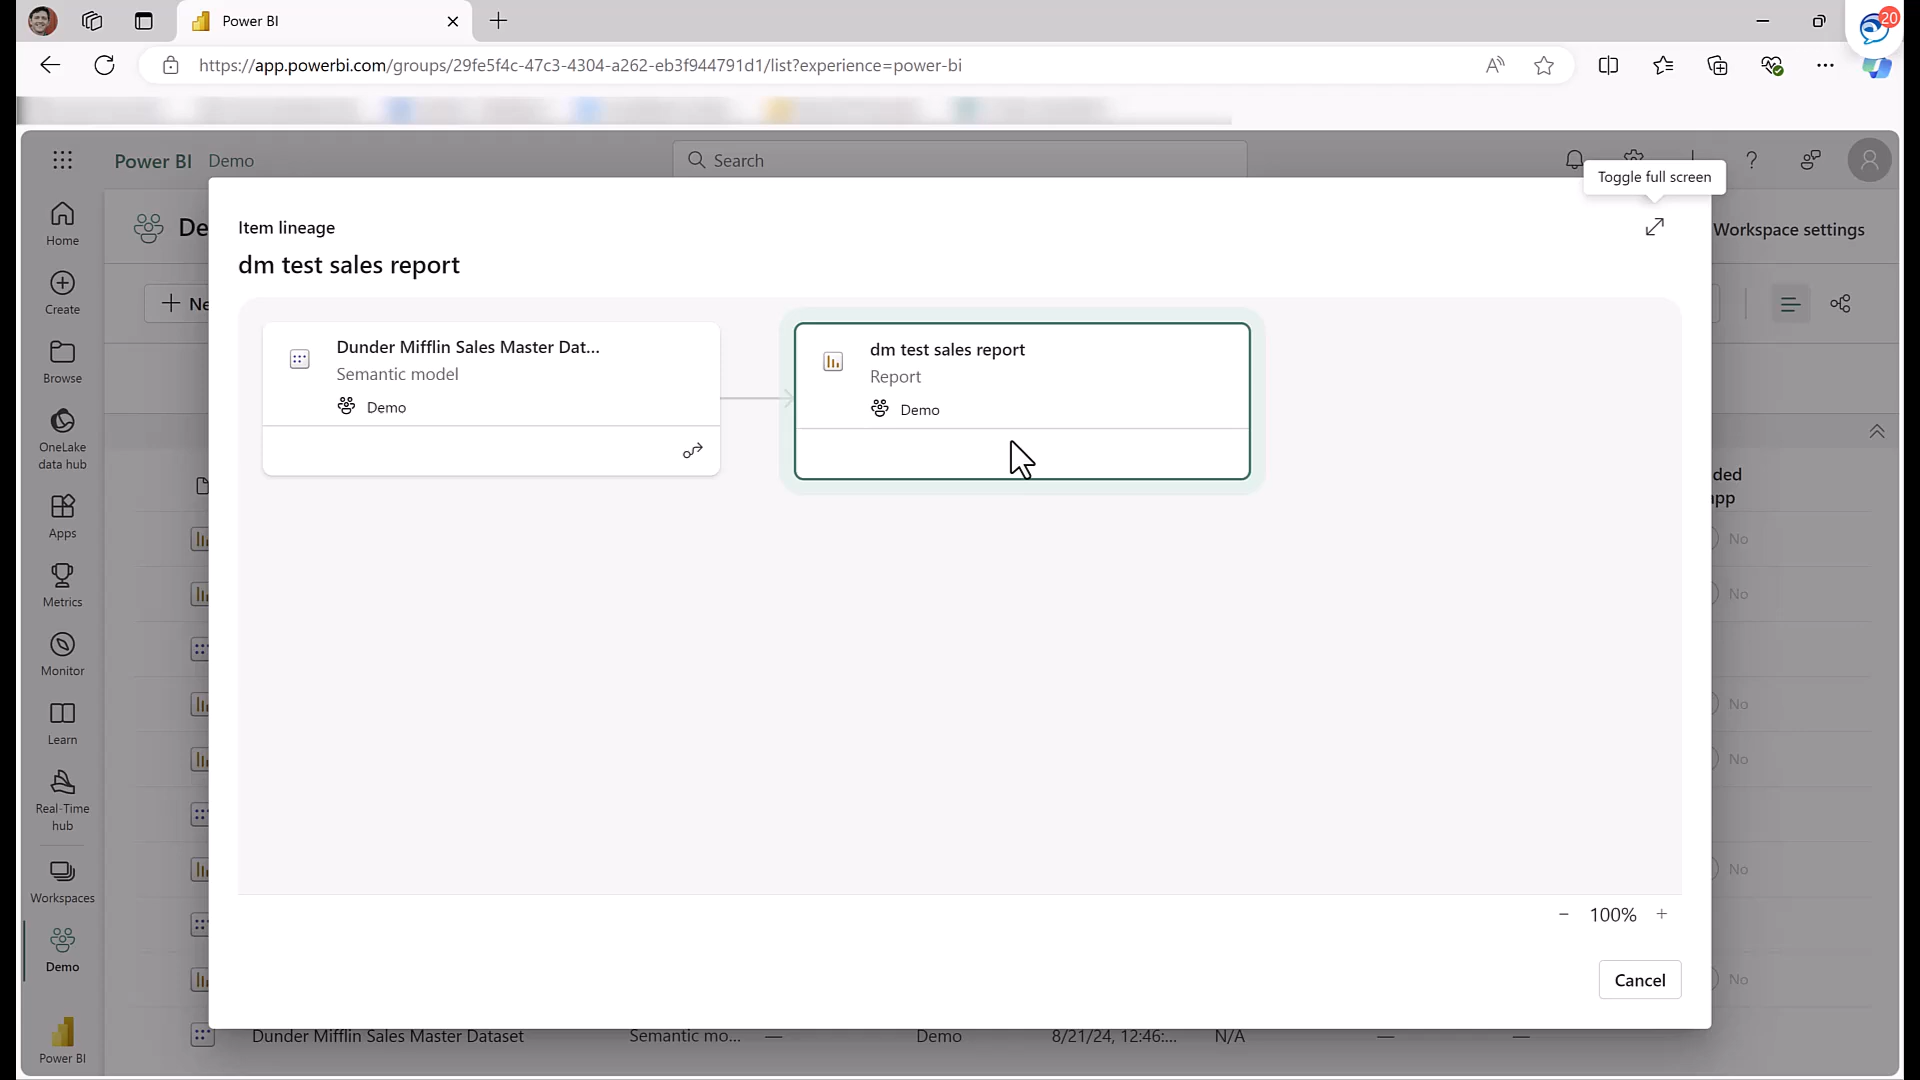 Power BI
20
https://app.powerbi.com/groups/29fe5f4c-47c3-4304-a262-eb3f944791d1/list?experience=power-bi
Power BI Demo
Search
Toggle full screen
Home
Create
Browse
OneLake
data hub
Apps
Metrics
Monitor
Learn
Real-Time
hub
Workspaces
Demo
Power BI
De
Workspace settings
Ne
Item lineage
dm test sales report
Dunder Mifflin Sales Master Dat...
Semantic model
Demo
dm test sales report
Report
Demo
ded
app
No
No
No
No
No
No
100%
Cancel
Dunder Mifflin Sales Master Dataset Semantic mo... — Demo 8/21/24, 12:46:... N/A — —